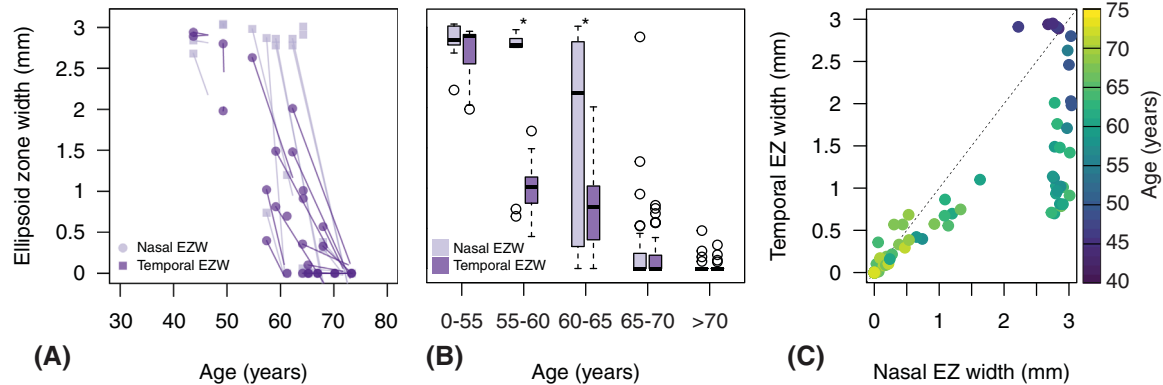 Ellipsoid zone width (mm)
3
2.5
2
1.5
1
0.5
0
Nasal EZW
Temporal EZW
30 40 50 60 70 80
(A)
Age (years)
* *
Nasal EZW
Temporal EZW
0-55 55-60 60-65 65-70 >70
(B)
Age (years)
Temporal EZ width (mm)
3
2.5
2
1.5
1
0.5
0
0 1 2 3
(C)
Nasal EZ width (mm)
75
70
65
60
55
50
45
40
Age (years)